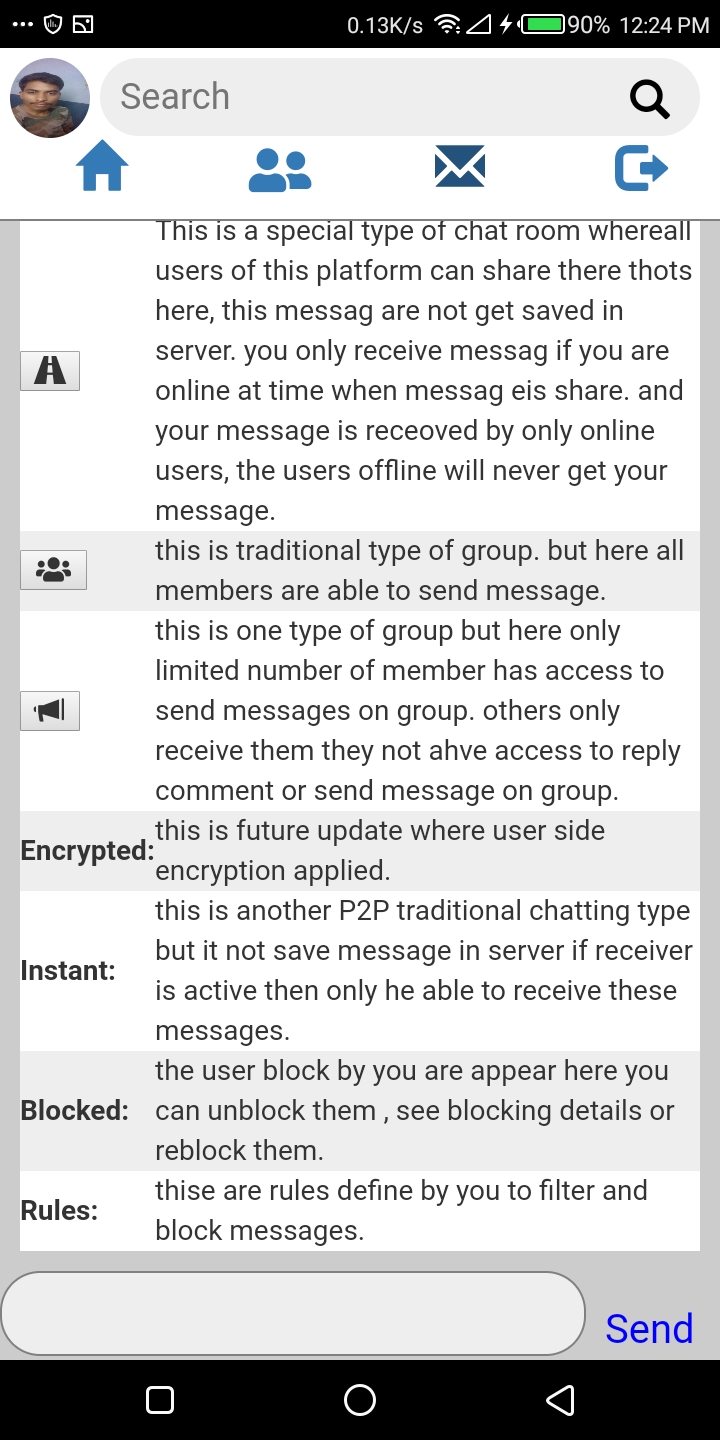 0.13K/s 90% 12:24 PM
Search
This is a special type of chat room whereall
users of this platform can share there thots
here, this messag are not get saved in
server. you only receive messag if you are
online at time when messag eis share. and
your message is receoved by only online
users, the users offline will never get your
message.
this is traditional type of group. but here all
members are able to send message.
this is one type of group but here only
limited number of member has access to
send messages on group. others only
receive them they not ahve access to reply
comment or send message on group.
Encrypted:
this is future update where user side
encryption applied.
Instant:
this is another P2P traditional chatting type
but it not save message in server if receiver
is active then only he able to receive these
messages.
Blocked:
the user block by you are appear here you
can unblock them , see blocking details or
reblock them.
Rules:
thise are rules define by you to filter and
block messages.
Send